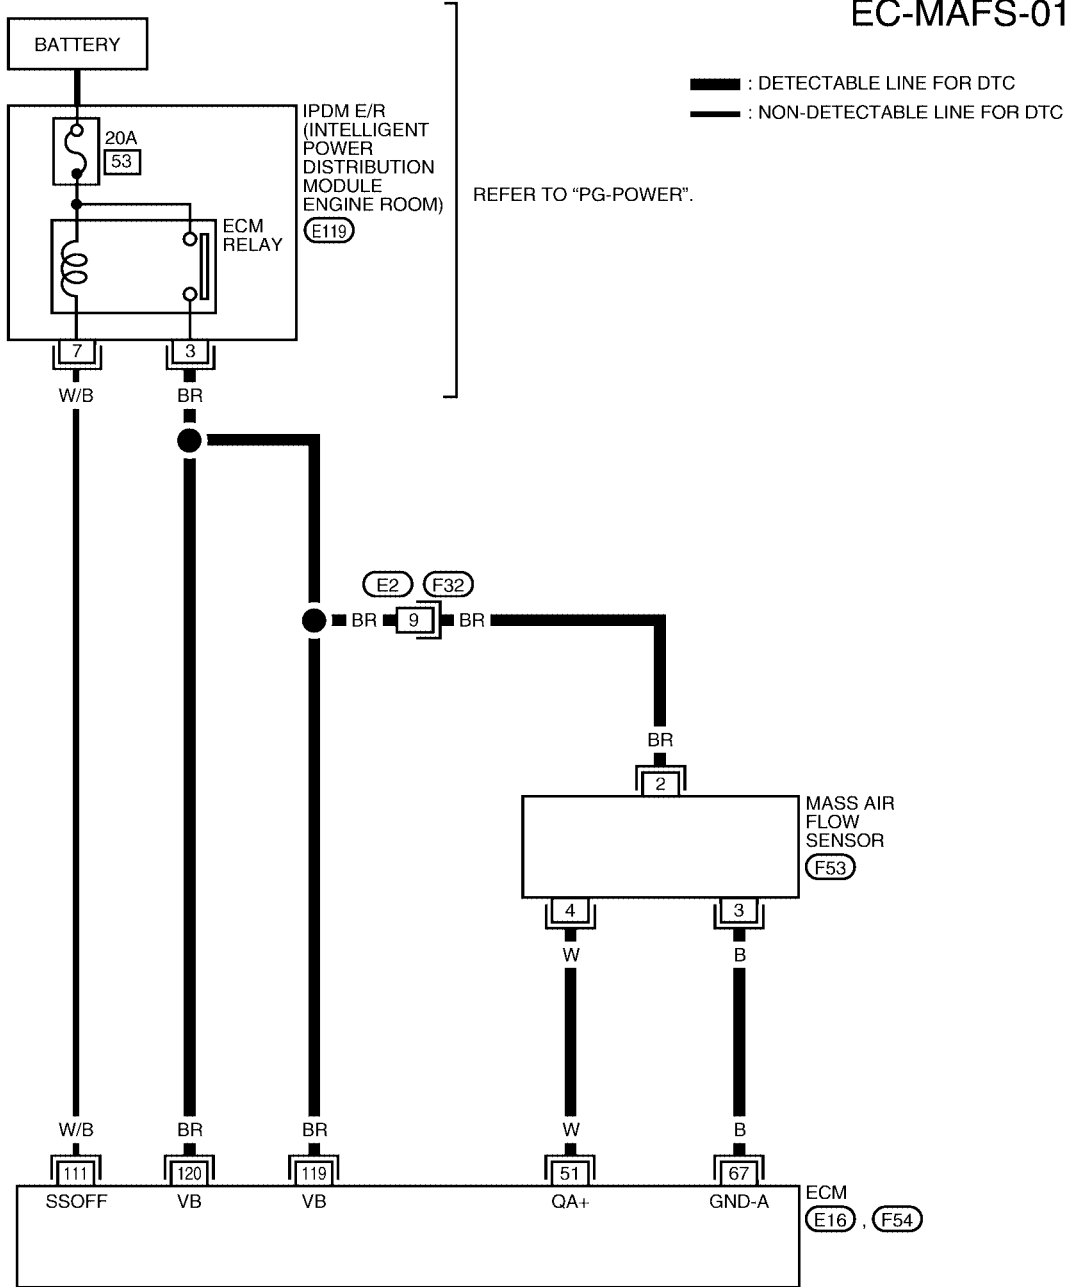 EC-MAFS-01
BATTERY
: DETECTABLE LINE FOR DTC
: NON-DETECTABLE LINE FOR DTC
20A
53
IPDM E/R
(INTELLIGENT
POWER
DISTRIBUTION
MODULE
ENGINE ROOM)
E119
REFER TO “PG-POWER”.
ECM
RELAY
7
3
W/B
BR
E2
F32
BR
9
BR
BR
2
MASS AIR
FLOW
SENSOR
F53
4
3
W
B
W/B
BR
BR
W
B
111
120
119
51
67
SSOFF
VB
VB
QA+
GND-A
ECM
E16 , F54